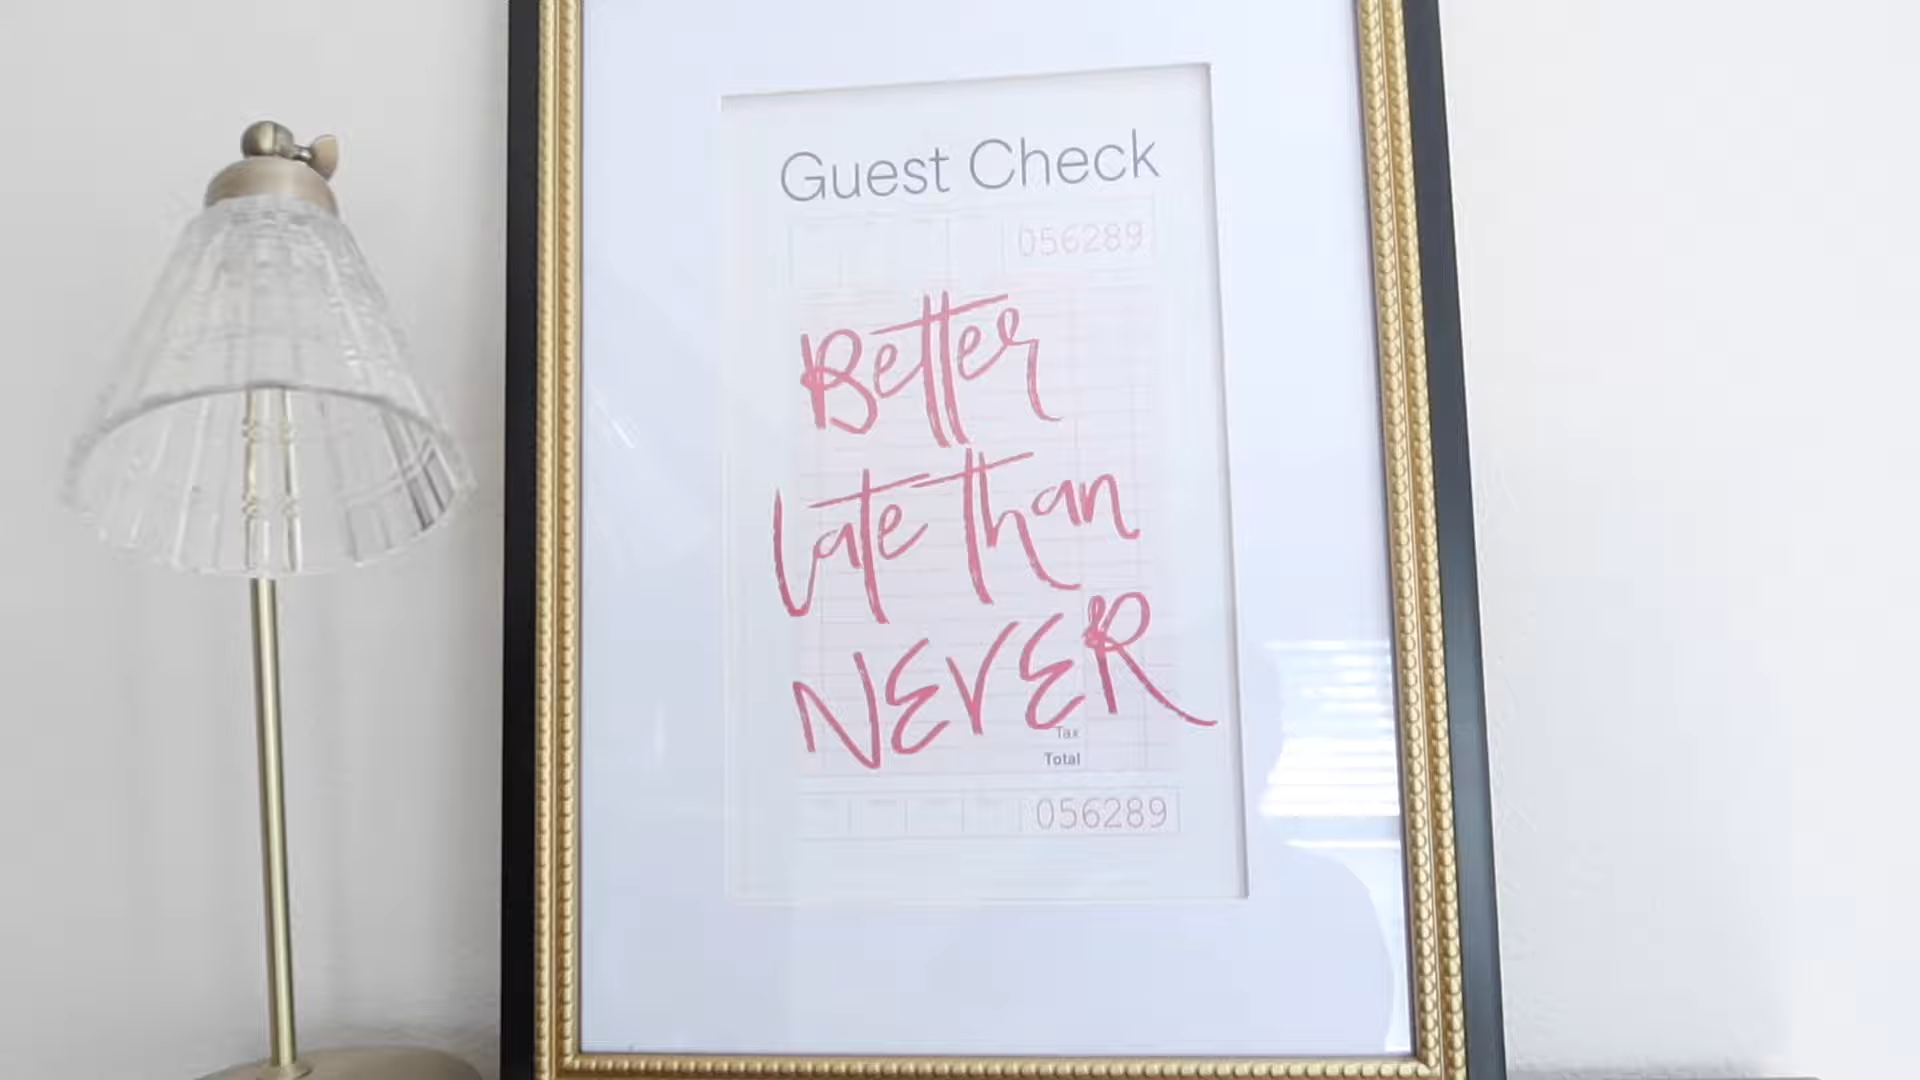 Guest Check
056289
Better
Late than
NEVER
Tax
Total
056289